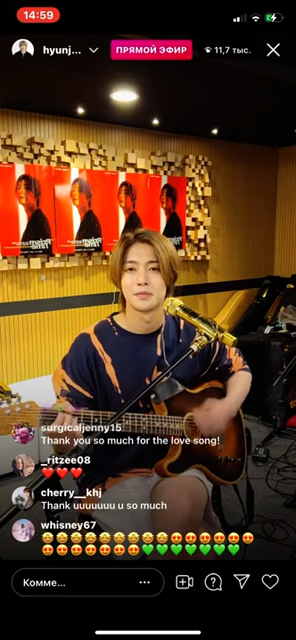 14:59
hyunj...
ПРЯМОЙ ЭФИР
11,7 тыс.
surgicaljenny15
Thank you so much for the love song!
_ritzee08
❤️❤️❤️
cherry__khj
Thank uuuuuuu u so much
whisney67
🤩🤩🤩🤩🤩🤩🤩🤩🤩😍😍😍😍😍😍
😍😍😍😍😍😍💚💚💚💚💚💚💚
Комме...